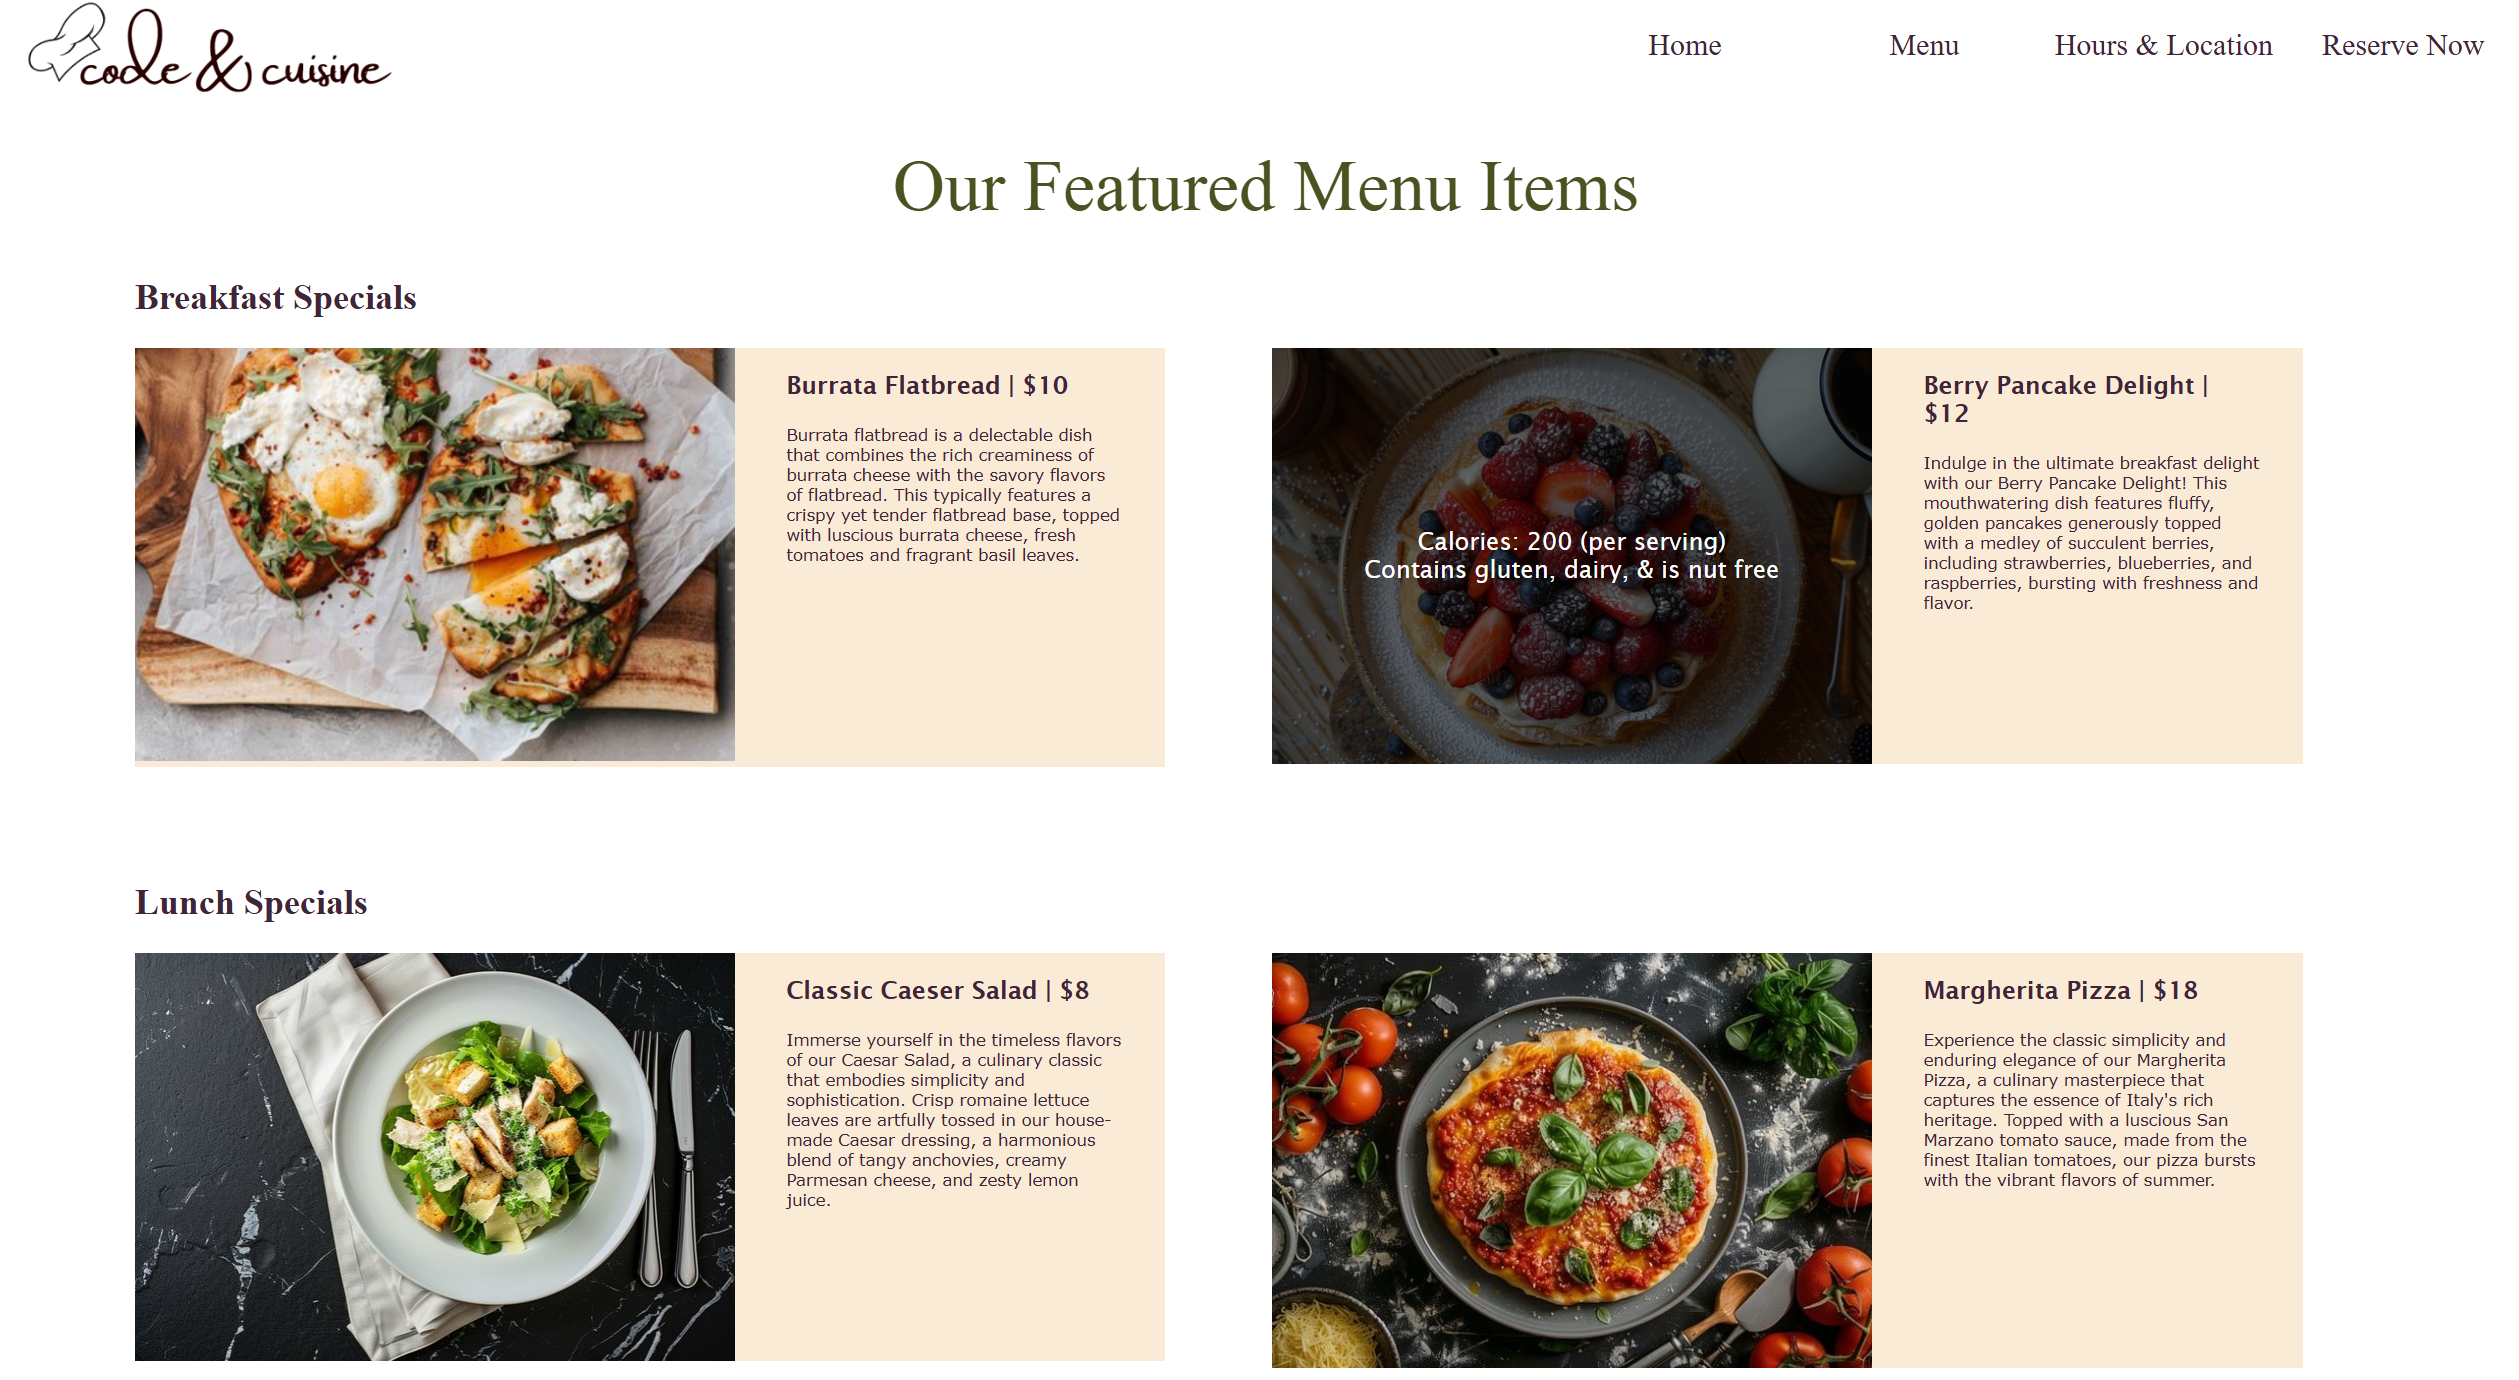 code & cuisine
Home Menu Hours & Location Reserve Now
Our Featured Menu Items
Breakfast Specials
Burrata Flatbread | $10
Burrata flatbread is a delectable dish
that combines the rich creaminess of
burrata cheese with the savory flavors
of flatbread. This typically features a
crispy yet tender flatbread base, topped
with luscious burrata cheese, fresh
tomatoes and fragrant basil leaves.
Calories: 200 (per serving)
Contains gluten, dairy, & is nut free
Berry Pancake Delight |
$12
Indulge in the ultimate breakfast delight
with our Berry Pancake Delight! This
mouthwatering dish features fluffy,
golden pancakes generously topped
with a medley of succulent berries,
including strawberries, blueberries, and
raspberries, bursting with freshness and
flavor.
Lunch Specials
Classic Caeser Salad | $8
Immerse yourself in the timeless flavors
of our Caesar Salad, a culinary classic
that embodies simplicity and
sophistication. Crisp romaine lettuce
leaves are artfully tossed in our house-
made Caesar dressing, a harmonious
blend of tangy anchovies, creamy
Parmesan cheese, and zesty lemon
juice.
Margherita Pizza | $18
Experience the classic simplicity and
enduring elegance of our Margherita
Pizza, a culinary masterpiece that
captures the essence of Italy's rich
heritage. Topped with a luscious San
Marzano tomato sauce, made from the
finest Italian tomatoes, our pizza bursts
with the vibrant flavors of summer.